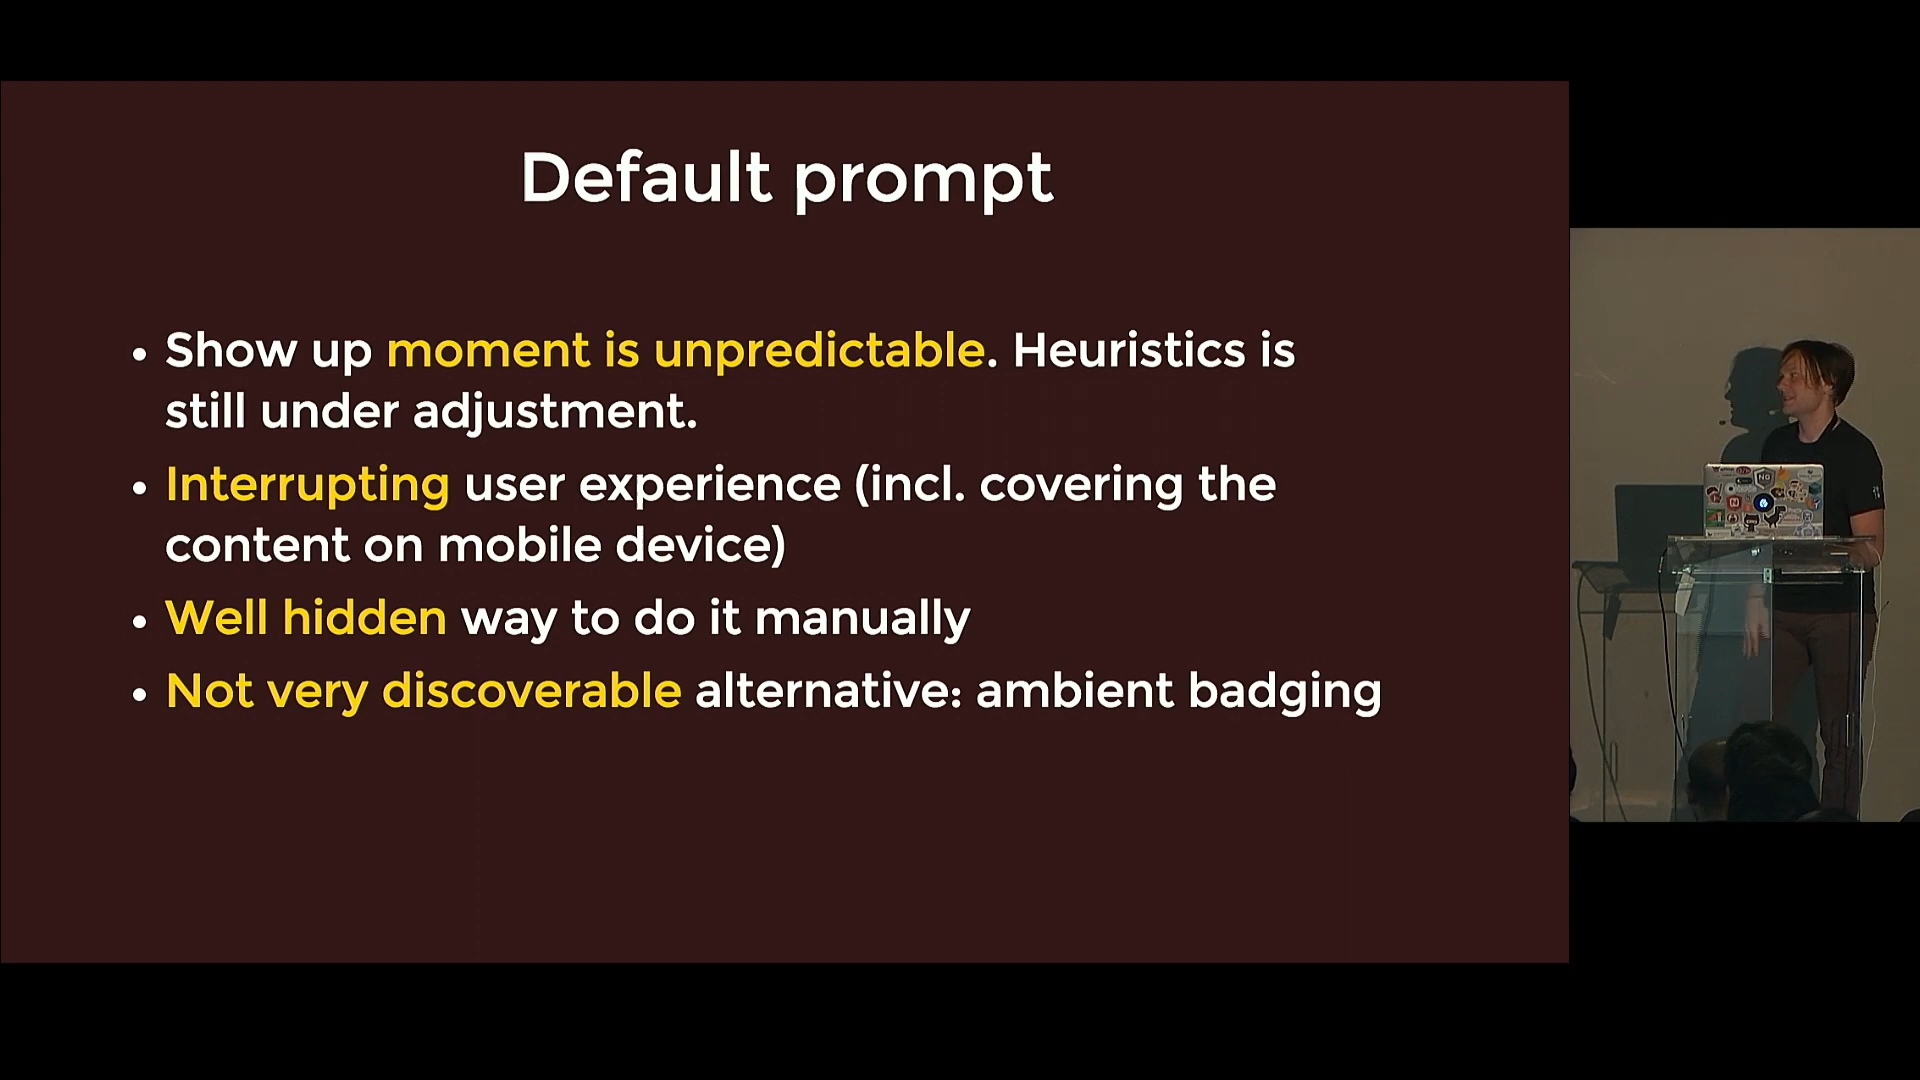 Default prompt
• Show up moment is unpredictable. Heuristics is
still under adjustment.
• Interrupting user experience (incl. covering the
content on mobile device)
• Well hidden way to do it manually
• Not very discoverable alternative: ambient badging